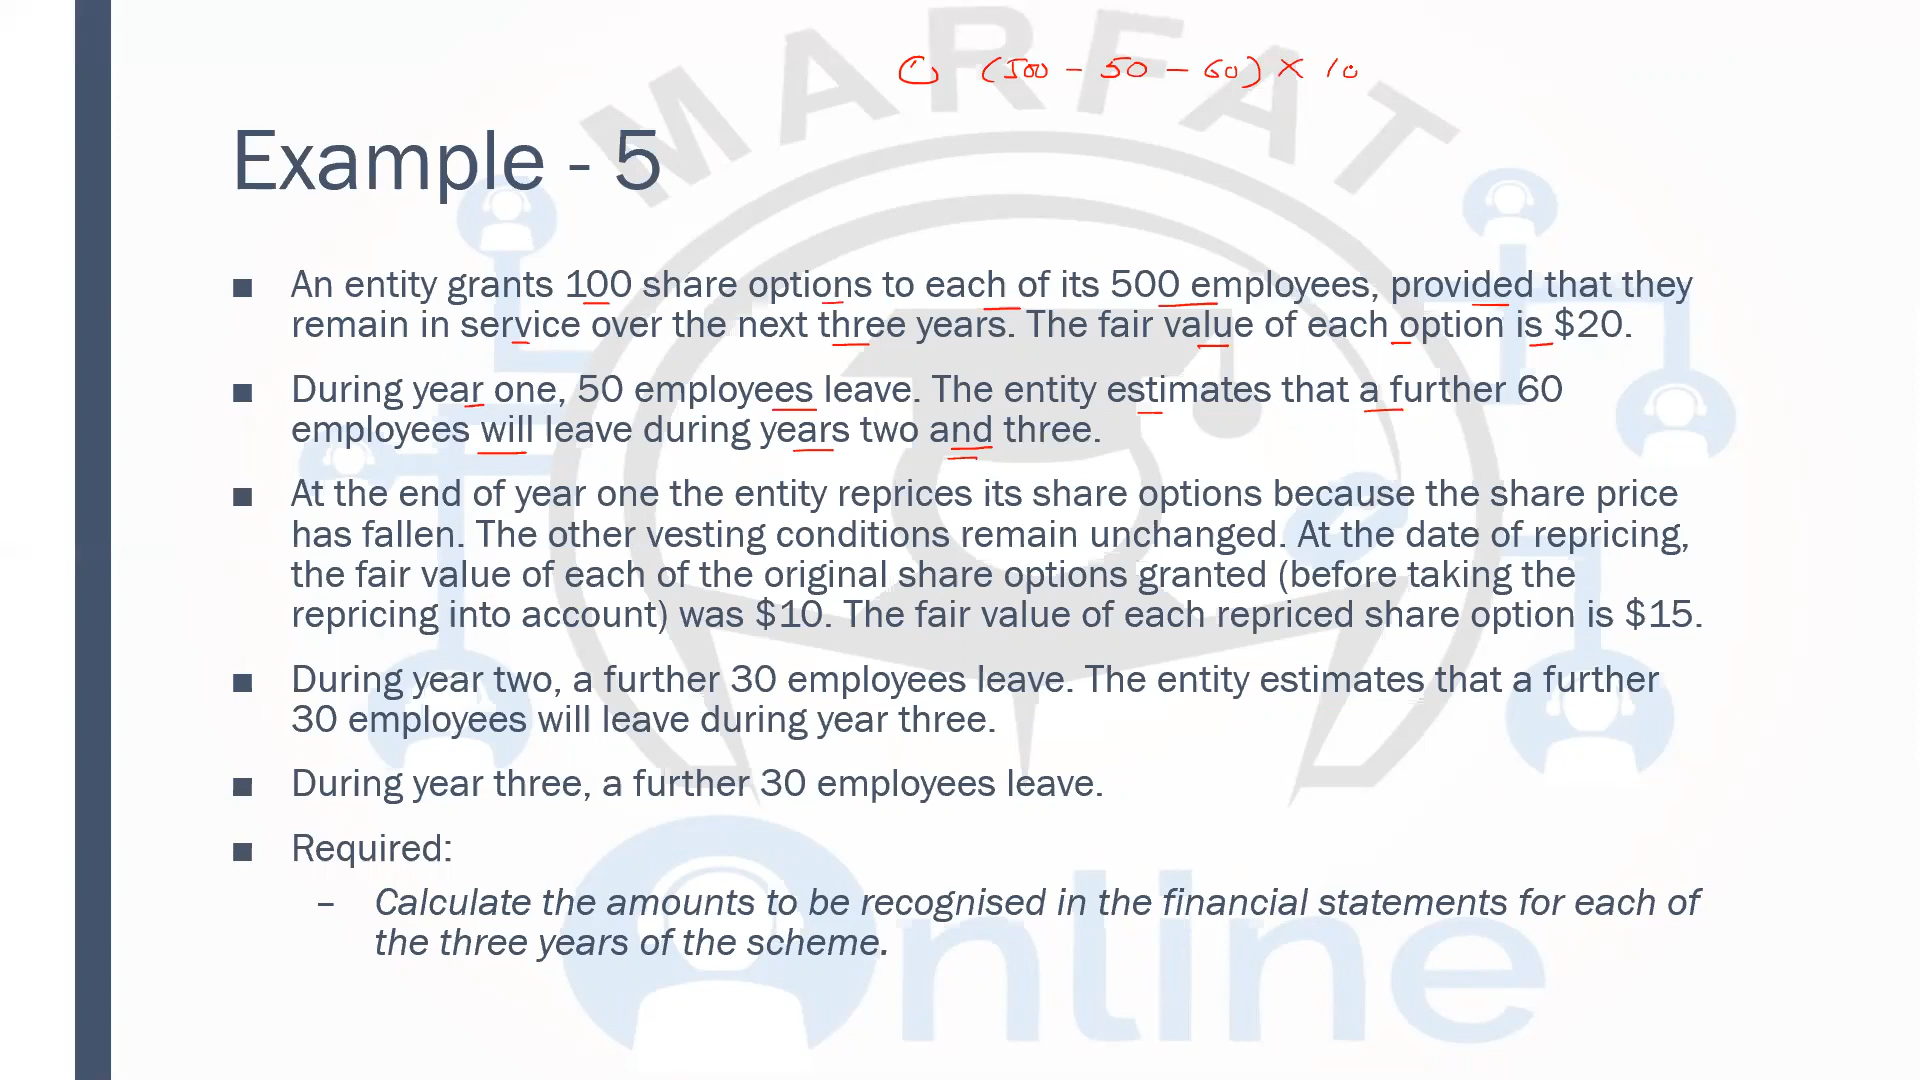 ① (500 - 50 - 60) × 10
MARFAT
Example - 5
■ An entity grants 100 share options to each of its 500 employees, provided that they
remain in service over the next three years. The fair value of each option is $20.
■ During year one, 50 employees leave. The entity estimates that a further 60
employees will leave during years two and three.
■ At the end of year one the entity reprices its share options because the share price
has fallen. The other vesting conditions remain unchanged. At the date of repricing,
the fair value of each of the original share options granted (before taking the
repricing into account) was $10. The fair value of each repriced share option is $15.
■ During year two, a further 30 employees leave. The entity estimates that a further
30 employees will leave during year three.
■ During year three, a further 30 employees leave.
■ Required:
– Calculate the amounts to be recognised in the financial statements for each of
the three years of the scheme.
Online